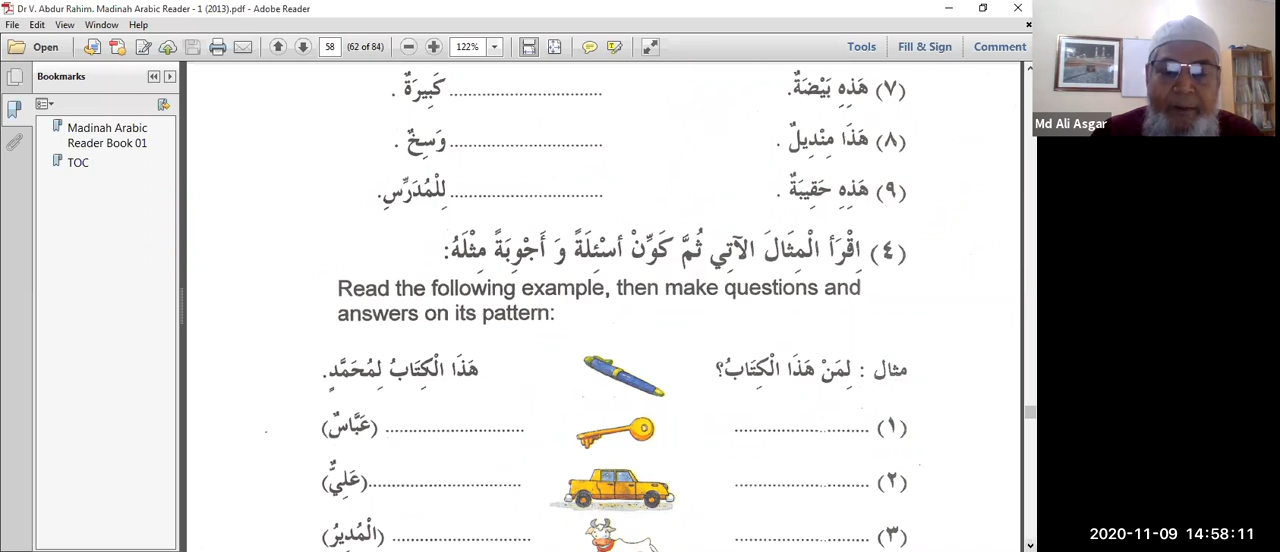 Dr V. Abdur Rahim. Madinah Arabic Reader - 1 (2013).pdf - Adobe Reader
File Edit View Window Help
Open 58 (62 of 84) 122% Tools Fill & Sign Comment
Bookmarks
Madinah Arabic
Reader Book 01
TOC
(٧) هَذِهِ بَيْضَةٌ. .................................. كَبِيرَةٌ .
(٨) هَذَا مِنْدِيلٌ . .................................. وَسِخٌ .
(٩) هَذِهِ حَقِيبَةٌ . .................................. لِلْمُدَرِّسِ.
(٤) اِقْرَأ الْمِثَالَ الآتِي ثُمَّ كَوِّنْ أسْئِلَةً وَ أَجْوِبَةً مِثْلَهُ:
Read the following example, then make questions and
answers on its pattern:
مثال : لِمَنْ هَذَا الْكِتَابُ؟ هَذَا الْكِتَابُ لِمُحَمَّدٍ.
(١) .............................. .............................. (عَبَّاسٌ)
(٢) .............................. .............................. (عَلِيٌّ)
(٣) .............................. .............................. (الْمُدِيرُ)
Md Ali Asgar
2020-11-09 14:58:11